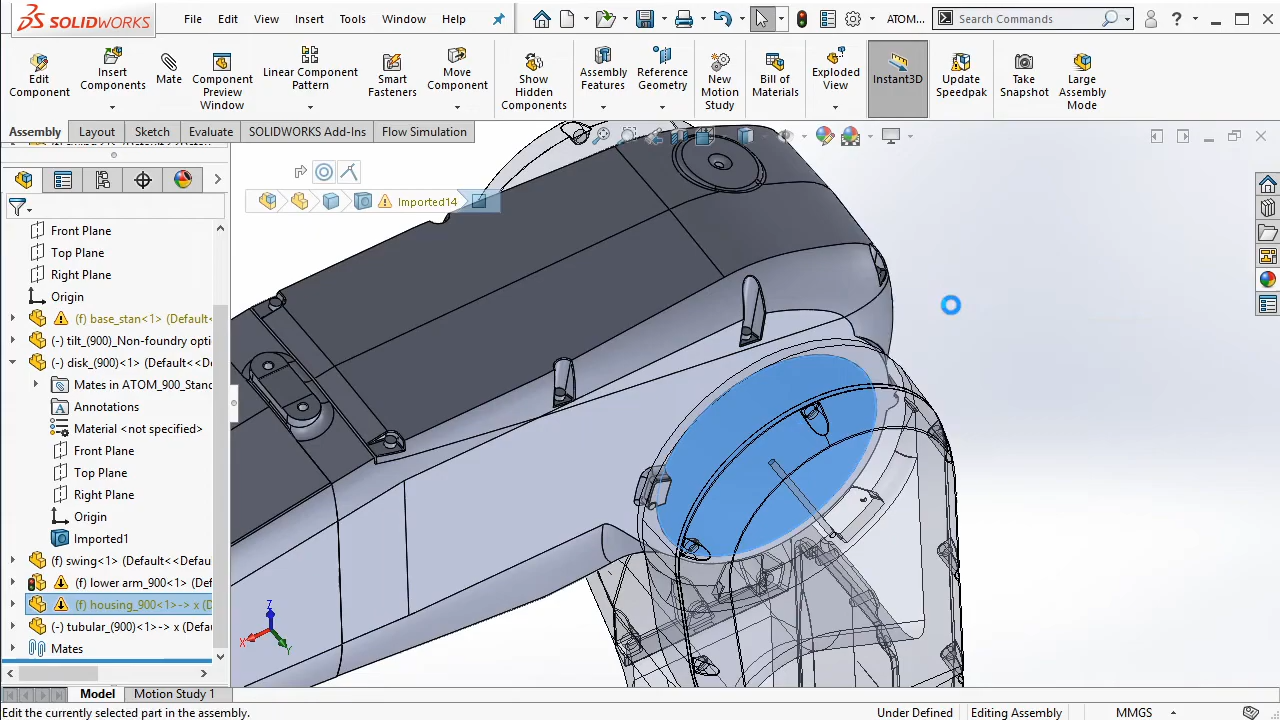 SOLIDWORKS
File Edit View Insert Tools Window Help
ATOM...
Search Commands
Edit Component
Insert Components
Mate
Component Preview Window
Linear Component Pattern
Smart Fasteners
Move Component
Show Hidden Components
Assembly Features
Reference Geometry
New Motion Study
Bill of Materials
Exploded View
Instant3D
Update Speedpak
Take Snapshot
Large Assembly Mode
Assembly Layout Sketch Evaluate SOLIDWORKS Add-Ins Flow Simulation
Imported14
Front Plane
Top Plane
Right Plane
Origin
(f) base_stan<1> (Default<
(-) tilt_(900)_Non-foundry opti
(-) disk_(900)<1> (Default<<D
Mates in ATOM_900_Stand
Annotations
Material <not specified>
Front Plane
Top Plane
Right Plane
Origin
Imported1
(f) swing<1> (Default<<Defau
(f) lower arm_900<1> (Def
(f) housing_900<1>-> x (D
(-) tubular_(900)<1>-> x (Defau
Mates
Z
X
Y
Model Motion Study 1
Edit the currently selected part in the assembly.
Under Defined Editing Assembly MMGS